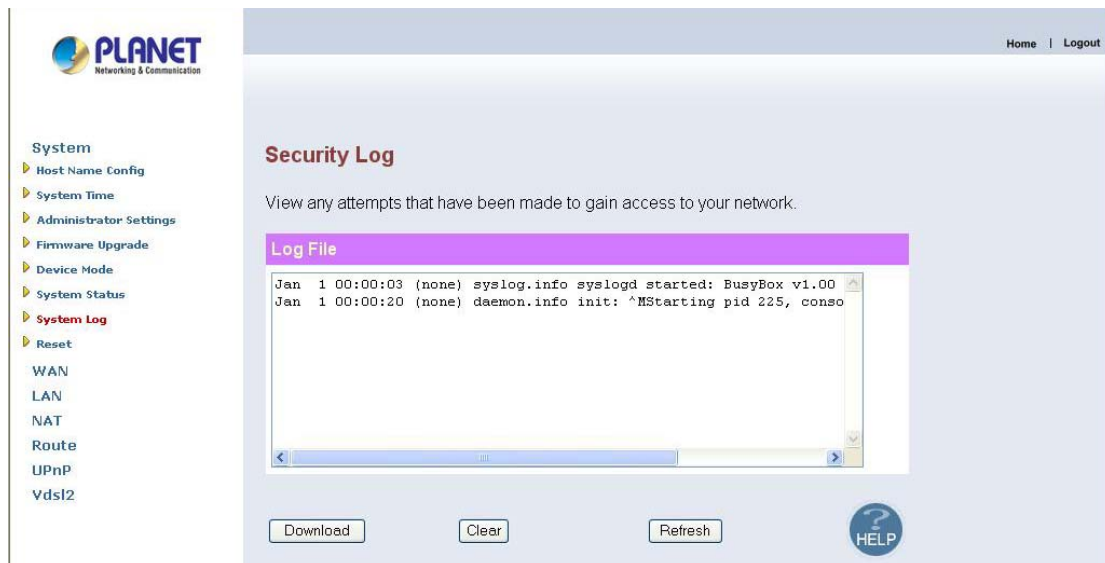 PLANET
Networking & Communication
Home | Logout
System
Host Name Config
System Time
Administrator Settings
Firmware Upgrade
Device Mode
System Status
System Log
Reset
WAN
LAN
NAT
Route
UPnP
Vdsl2
Security Log
View any attempts that have been made to gain access to your network.
Log File
Jan  1 00:00:03 (none) syslog.info syslogd started: BusyBox v1.00
Jan  1 00:00:20 (none) daemon.info init: ^MStarting pid 225, conso
Download
Clear
Refresh
?
HELP